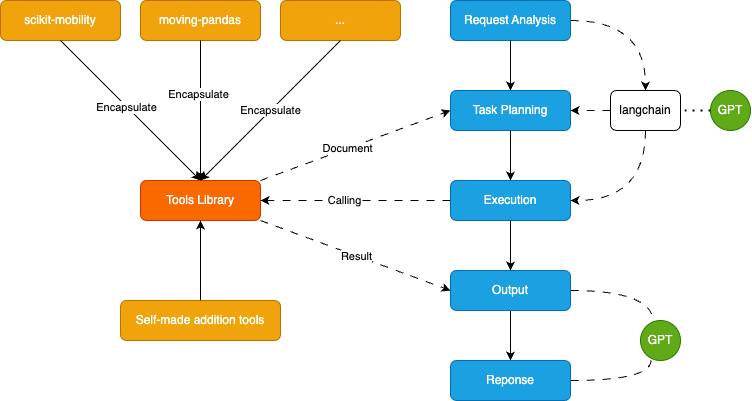 scikit-mobility
moving-pandas
...
Request Analysis
Encapsulate
Encapsulate
Encapsulate
Task Planning
langchain
GPT
Document
Tools Library
Calling
Execution
Result
Output
Self-made addition tools
GPT
Reponse